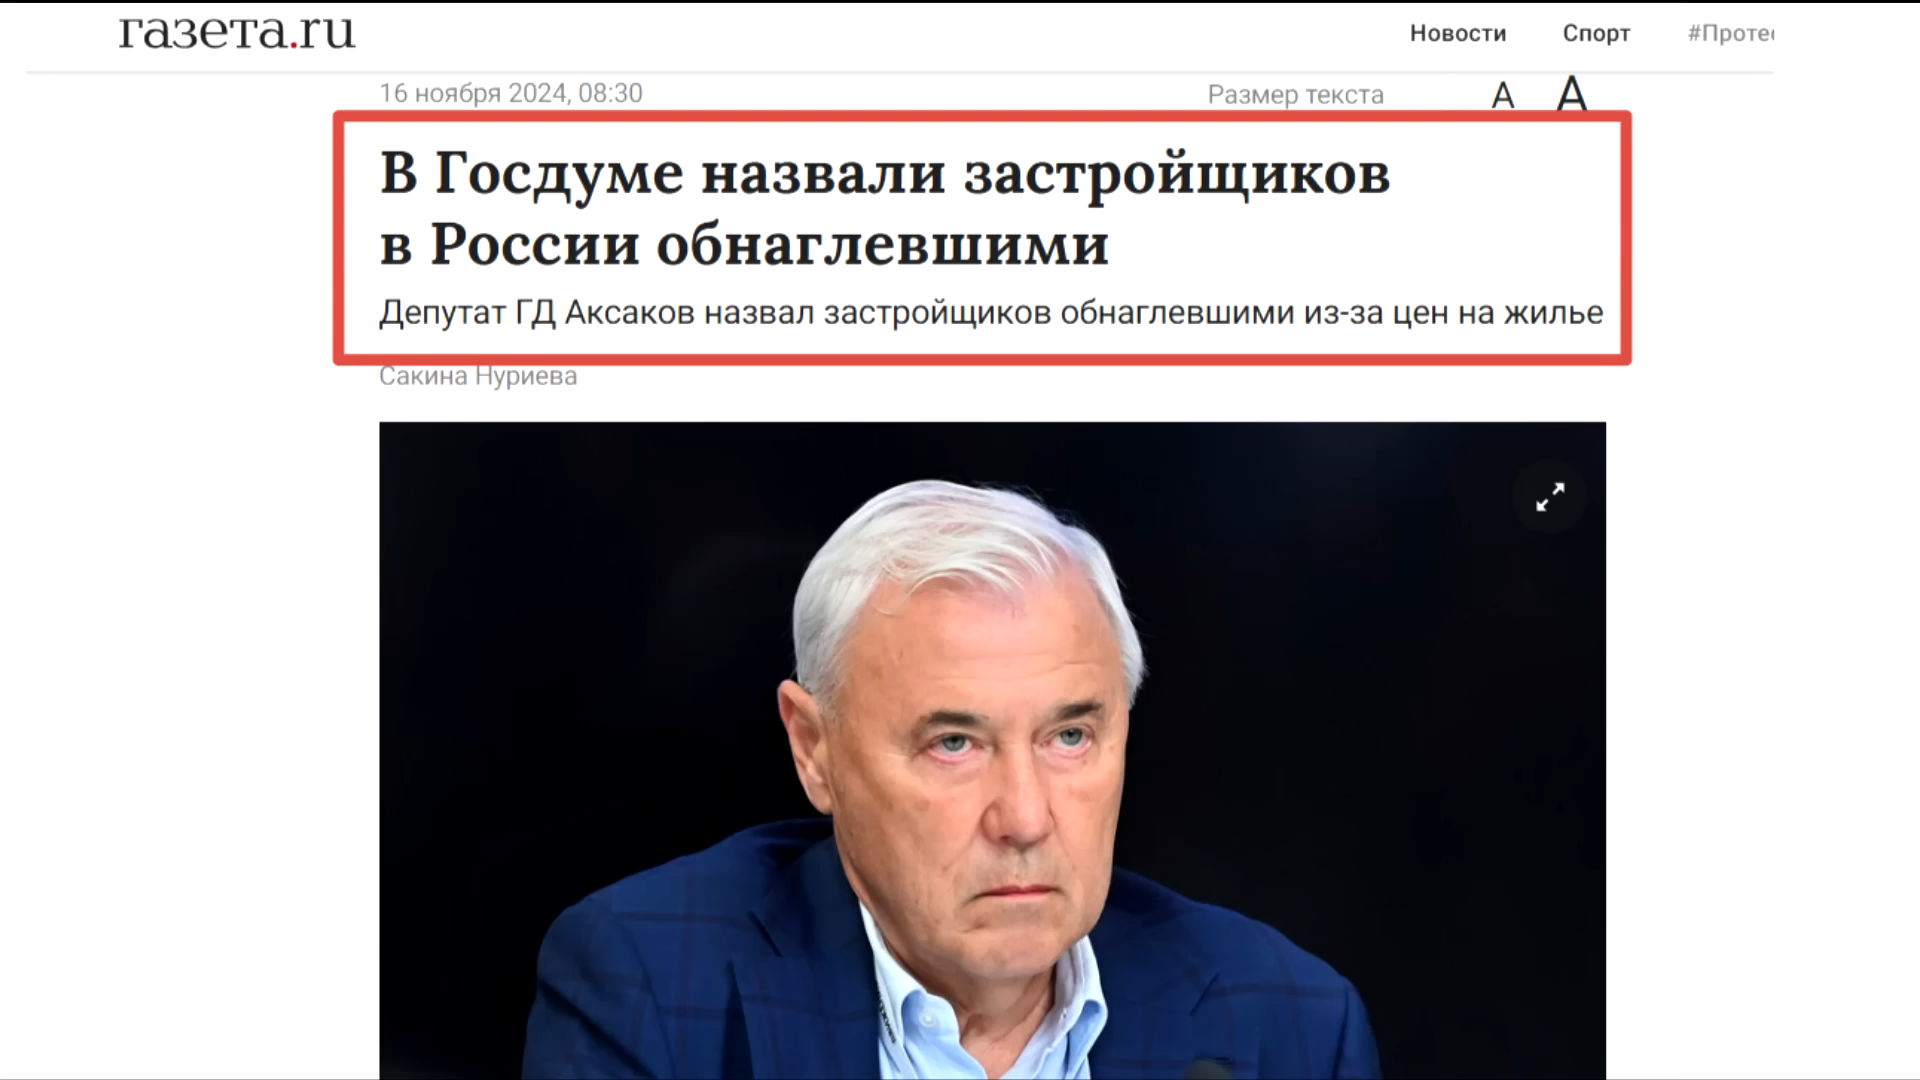 газета.ru
Новости Спорт
16 ноября 2024, 08:30
Размер текста А А
В Госдуме назвали застройщиков
в России обнаглевшими
Депутат ГД Аксаков назвал застройщиков обнаглевшими из-за цен на жилье
Сакина Нуриева